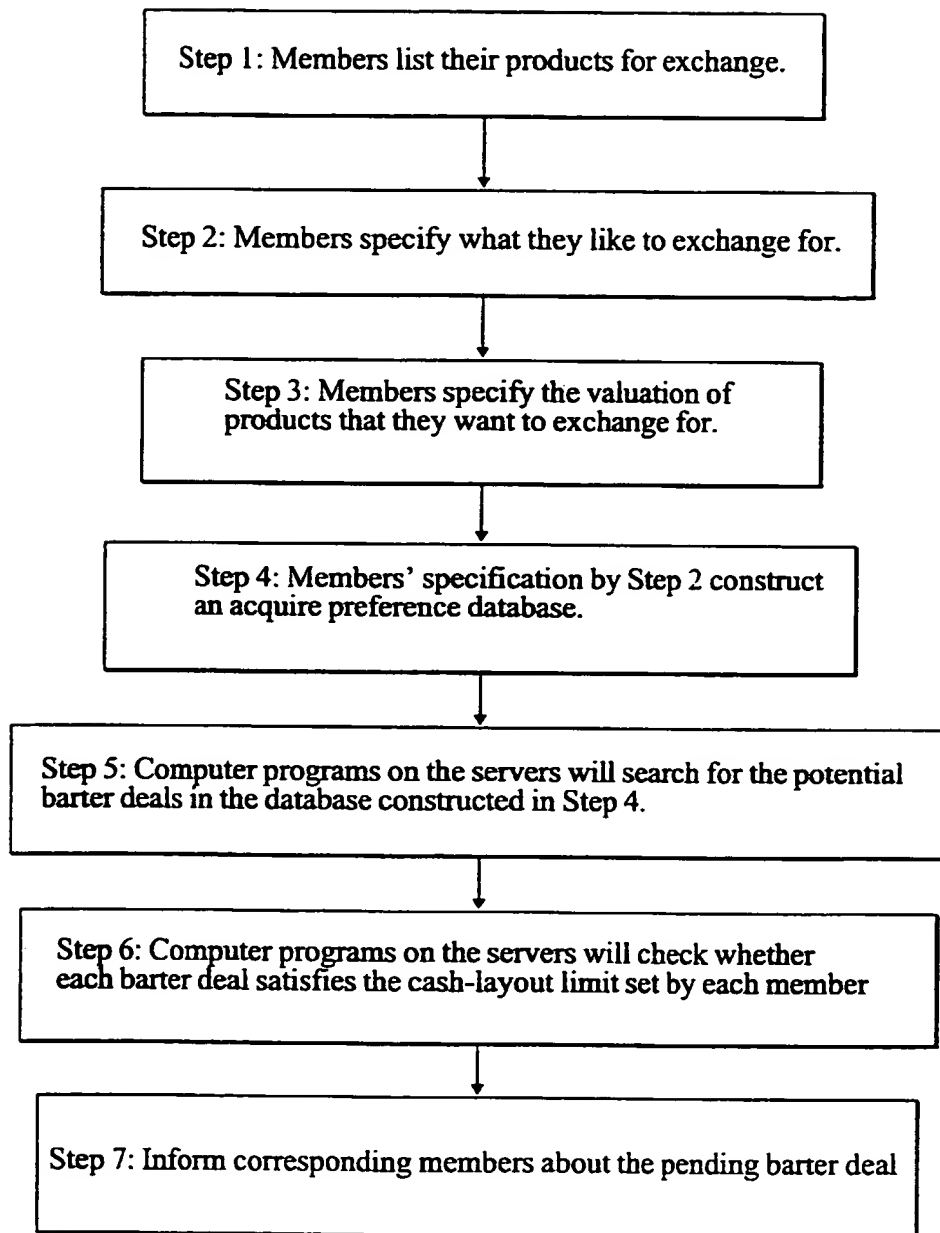 Step 1: Members list their products for exchange.
Step 2: Members specify what they like to exchange for.
Step 3: Members specify the valuation of
products that they want to exchange for.
Step 4: Members’ specification by Step 2 construct
an acquire preference database.
Step 5: Computer programs on the servers will search for the potential
barter deals in the database constructed in Step 4.
Step 6: Computer programs on the servers will check whether
each barter deal satisfies the cash-layout limit set by each member
Step 7: Inform corresponding members about the pending barter deal